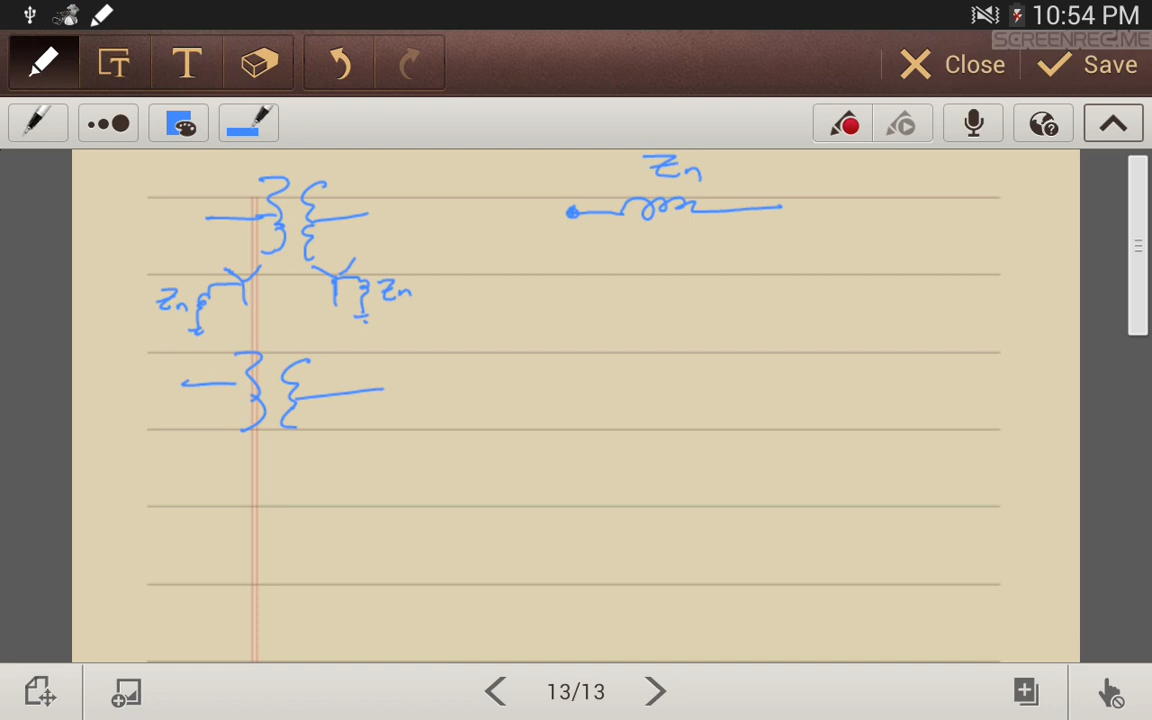 10:54 PM
SCREENREC.ME
T
T
Close
Save
Zn
Zn
Zn
13/13